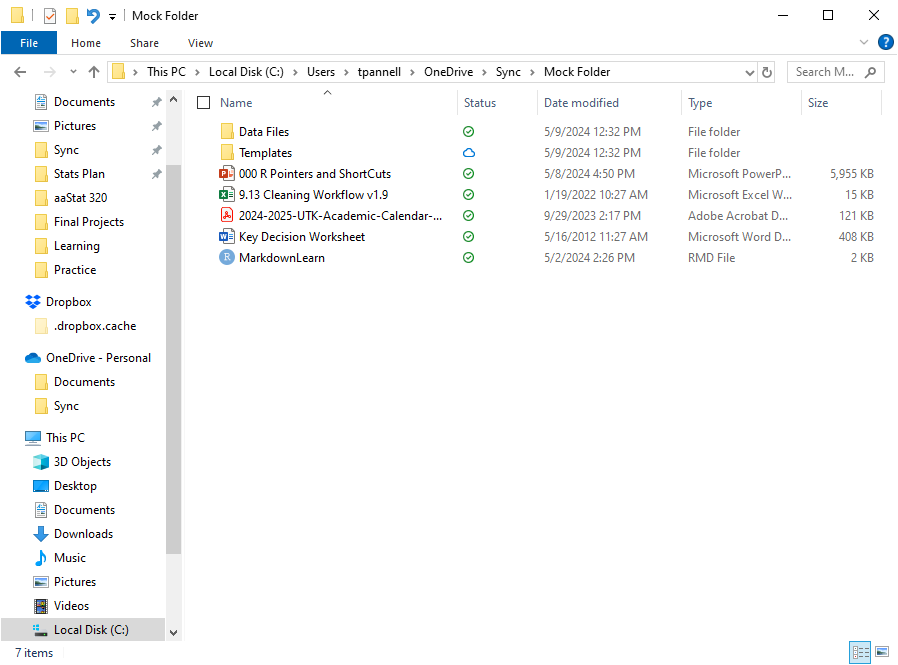 Mock Folder
File Home Share View
This PC Local Disk (C:) Users tpannell OneDrive Sync Mock Folder Search M...
Documents
Pictures
Sync
Stats Plan
aaStat 320
Final Projects
Learning
Practice
Dropbox
.dropbox.cache
OneDrive - Personal
Documents
Sync
This PC
3D Objects
Desktop
Documents
Downloads
Music
Pictures
Videos
Local Disk (C:)
Name Status Date modified Type Size
Data Files 5/9/2024 12:32 PM File folder
Templates 5/9/2024 12:32 PM File folder
000 R Pointers and ShortCuts 5/8/2024 4:50 PM Microsoft PowerP... 5,955 KB
9.13 Cleaning Workflow v1.9 1/19/2022 10:27 AM Microsoft Excel W... 15 KB
2024-2025-UTK-Academic-Calendar-... 9/29/2023 2:17 PM Adobe Acrobat D... 121 KB
Key Decision Worksheet 5/16/2012 11:27 AM Microsoft Word D... 408 KB
MarkdownLearn 5/2/2024 2:26 PM RMD File 2 KB
7 items